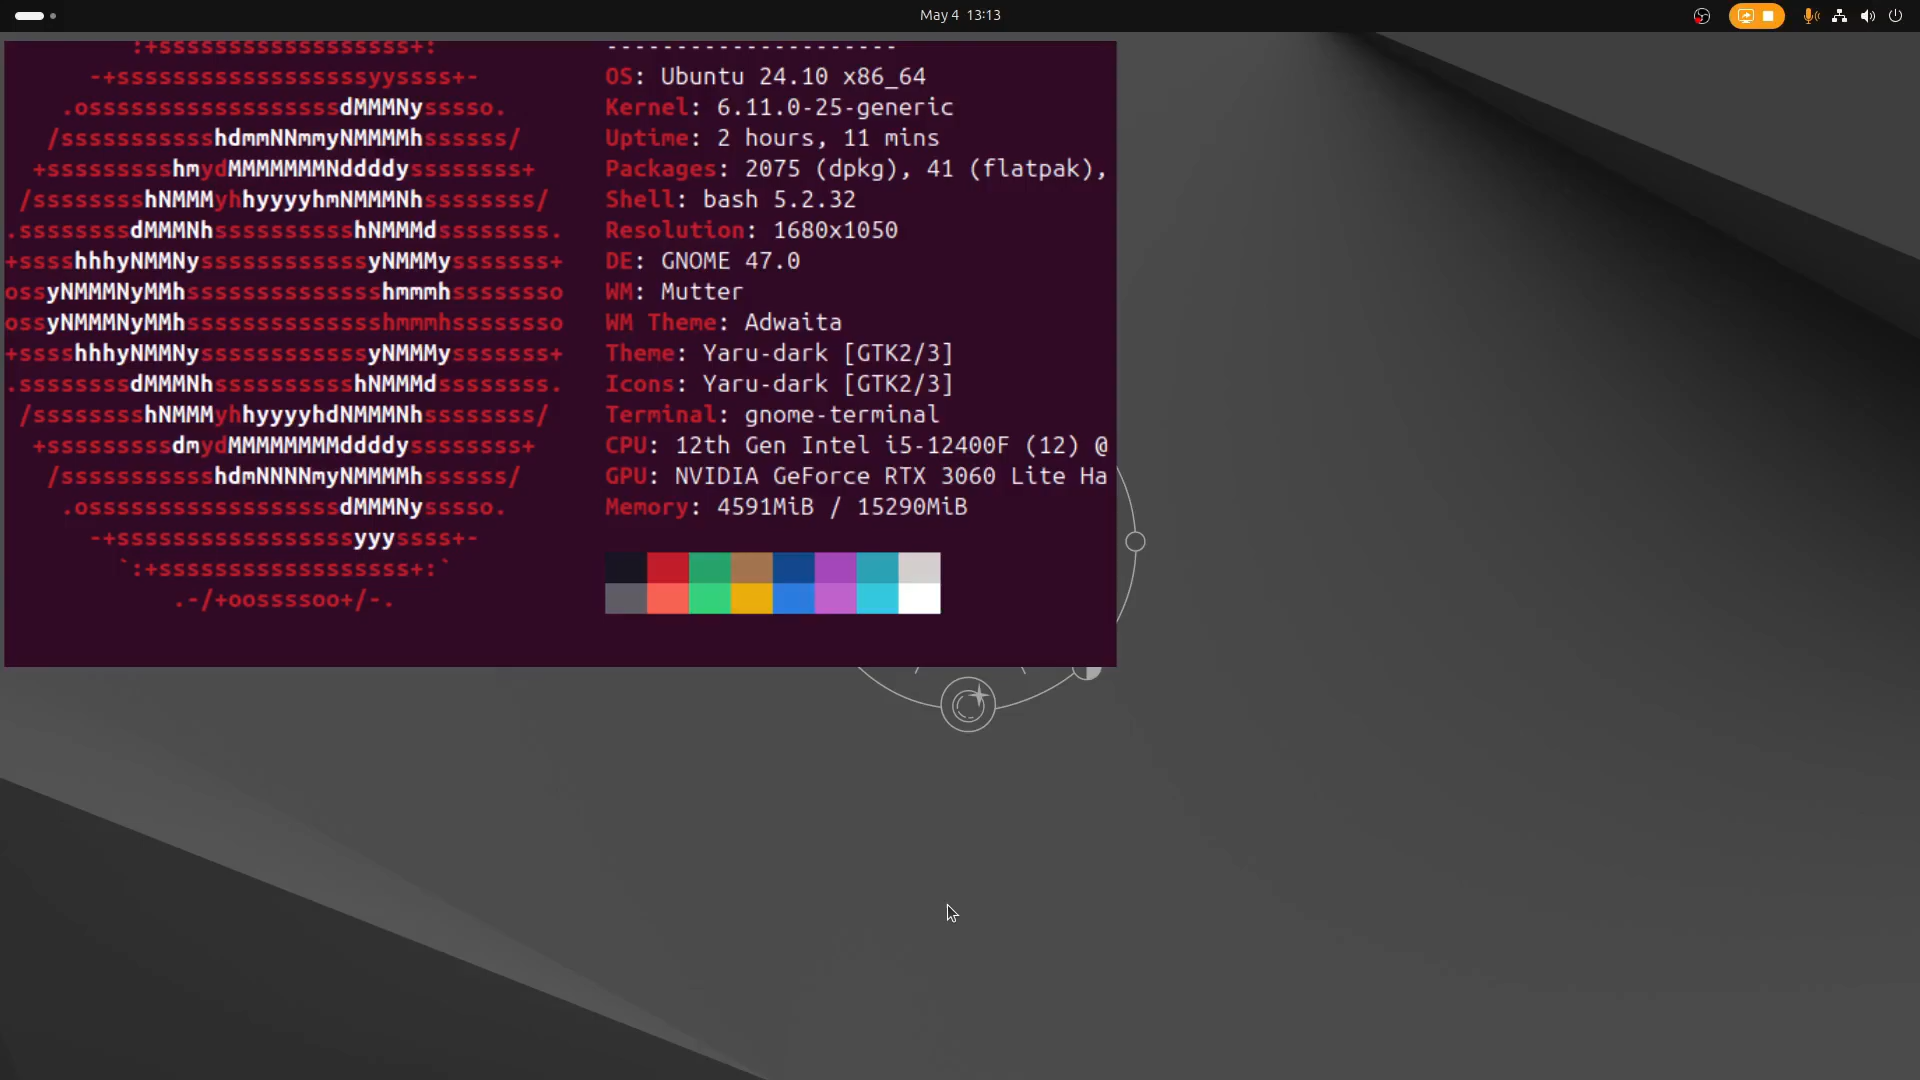 May 4 13:13
:+ssssssssssssssssss+: ---------------------
-+ssssssssssssssssssyyssss+- OS: Ubuntu 24.10 x86_64
.ossssssssssssssssssdMMMNysssso. Kernel: 6.11.0-25-generic
/ssssssssssshdmmNNmmyNMMMMhssssss/ Uptime: 2 hours, 11 mins
+ssssssssshmydMMMMMMMNddddyssssssss+ Packages: 2075 (dpkg), 41 (flatpak),
/sssssssshNMMMyhhyyyyhmNMMMNhssssssss/ Shell: bash 5.2.32
.ssssssssdMMMNhsssssssssshNMMMdssssssss. Resolution: 1680x1050
+sssshhhyNMMNyssssssssssssyNMMMysssssss+ DE: GNOME 47.0
ossyNMMMNyMMhsssssssssssssshmmmhssssssso WM: Mutter
ossyNMMMNyMMhsssssssssssssshmmmhssssssso WM Theme: Adwaita
+sssshhhyNMMNyssssssssssssyNMMMysssssss+ Theme: Yaru-dark [GTK2/3]
.ssssssssdMMMNhsssssssssshNMMMdssssssss. Icons: Yaru-dark [GTK2/3]
/sssssssshNMMMyhhyyyyhdNMMMNhssssssss/ Terminal: gnome-terminal
+sssssssssdmydMMMMMMMMddddyssssssss+ CPU: 12th Gen Intel i5-12400F (12) @
/ssssssssssshdmNNNNmyNMMMMhssssss/ GPU: NVIDIA GeForce RTX 3060 Lite Ha
.ossssssssssssssssssdMMMNysssso. Memory: 4591MiB / 15290MiB
-+sssssssssssssssssyyyssss+-
`:+ssssssssssssssssss+:`
.-/+oossssoo+/-.